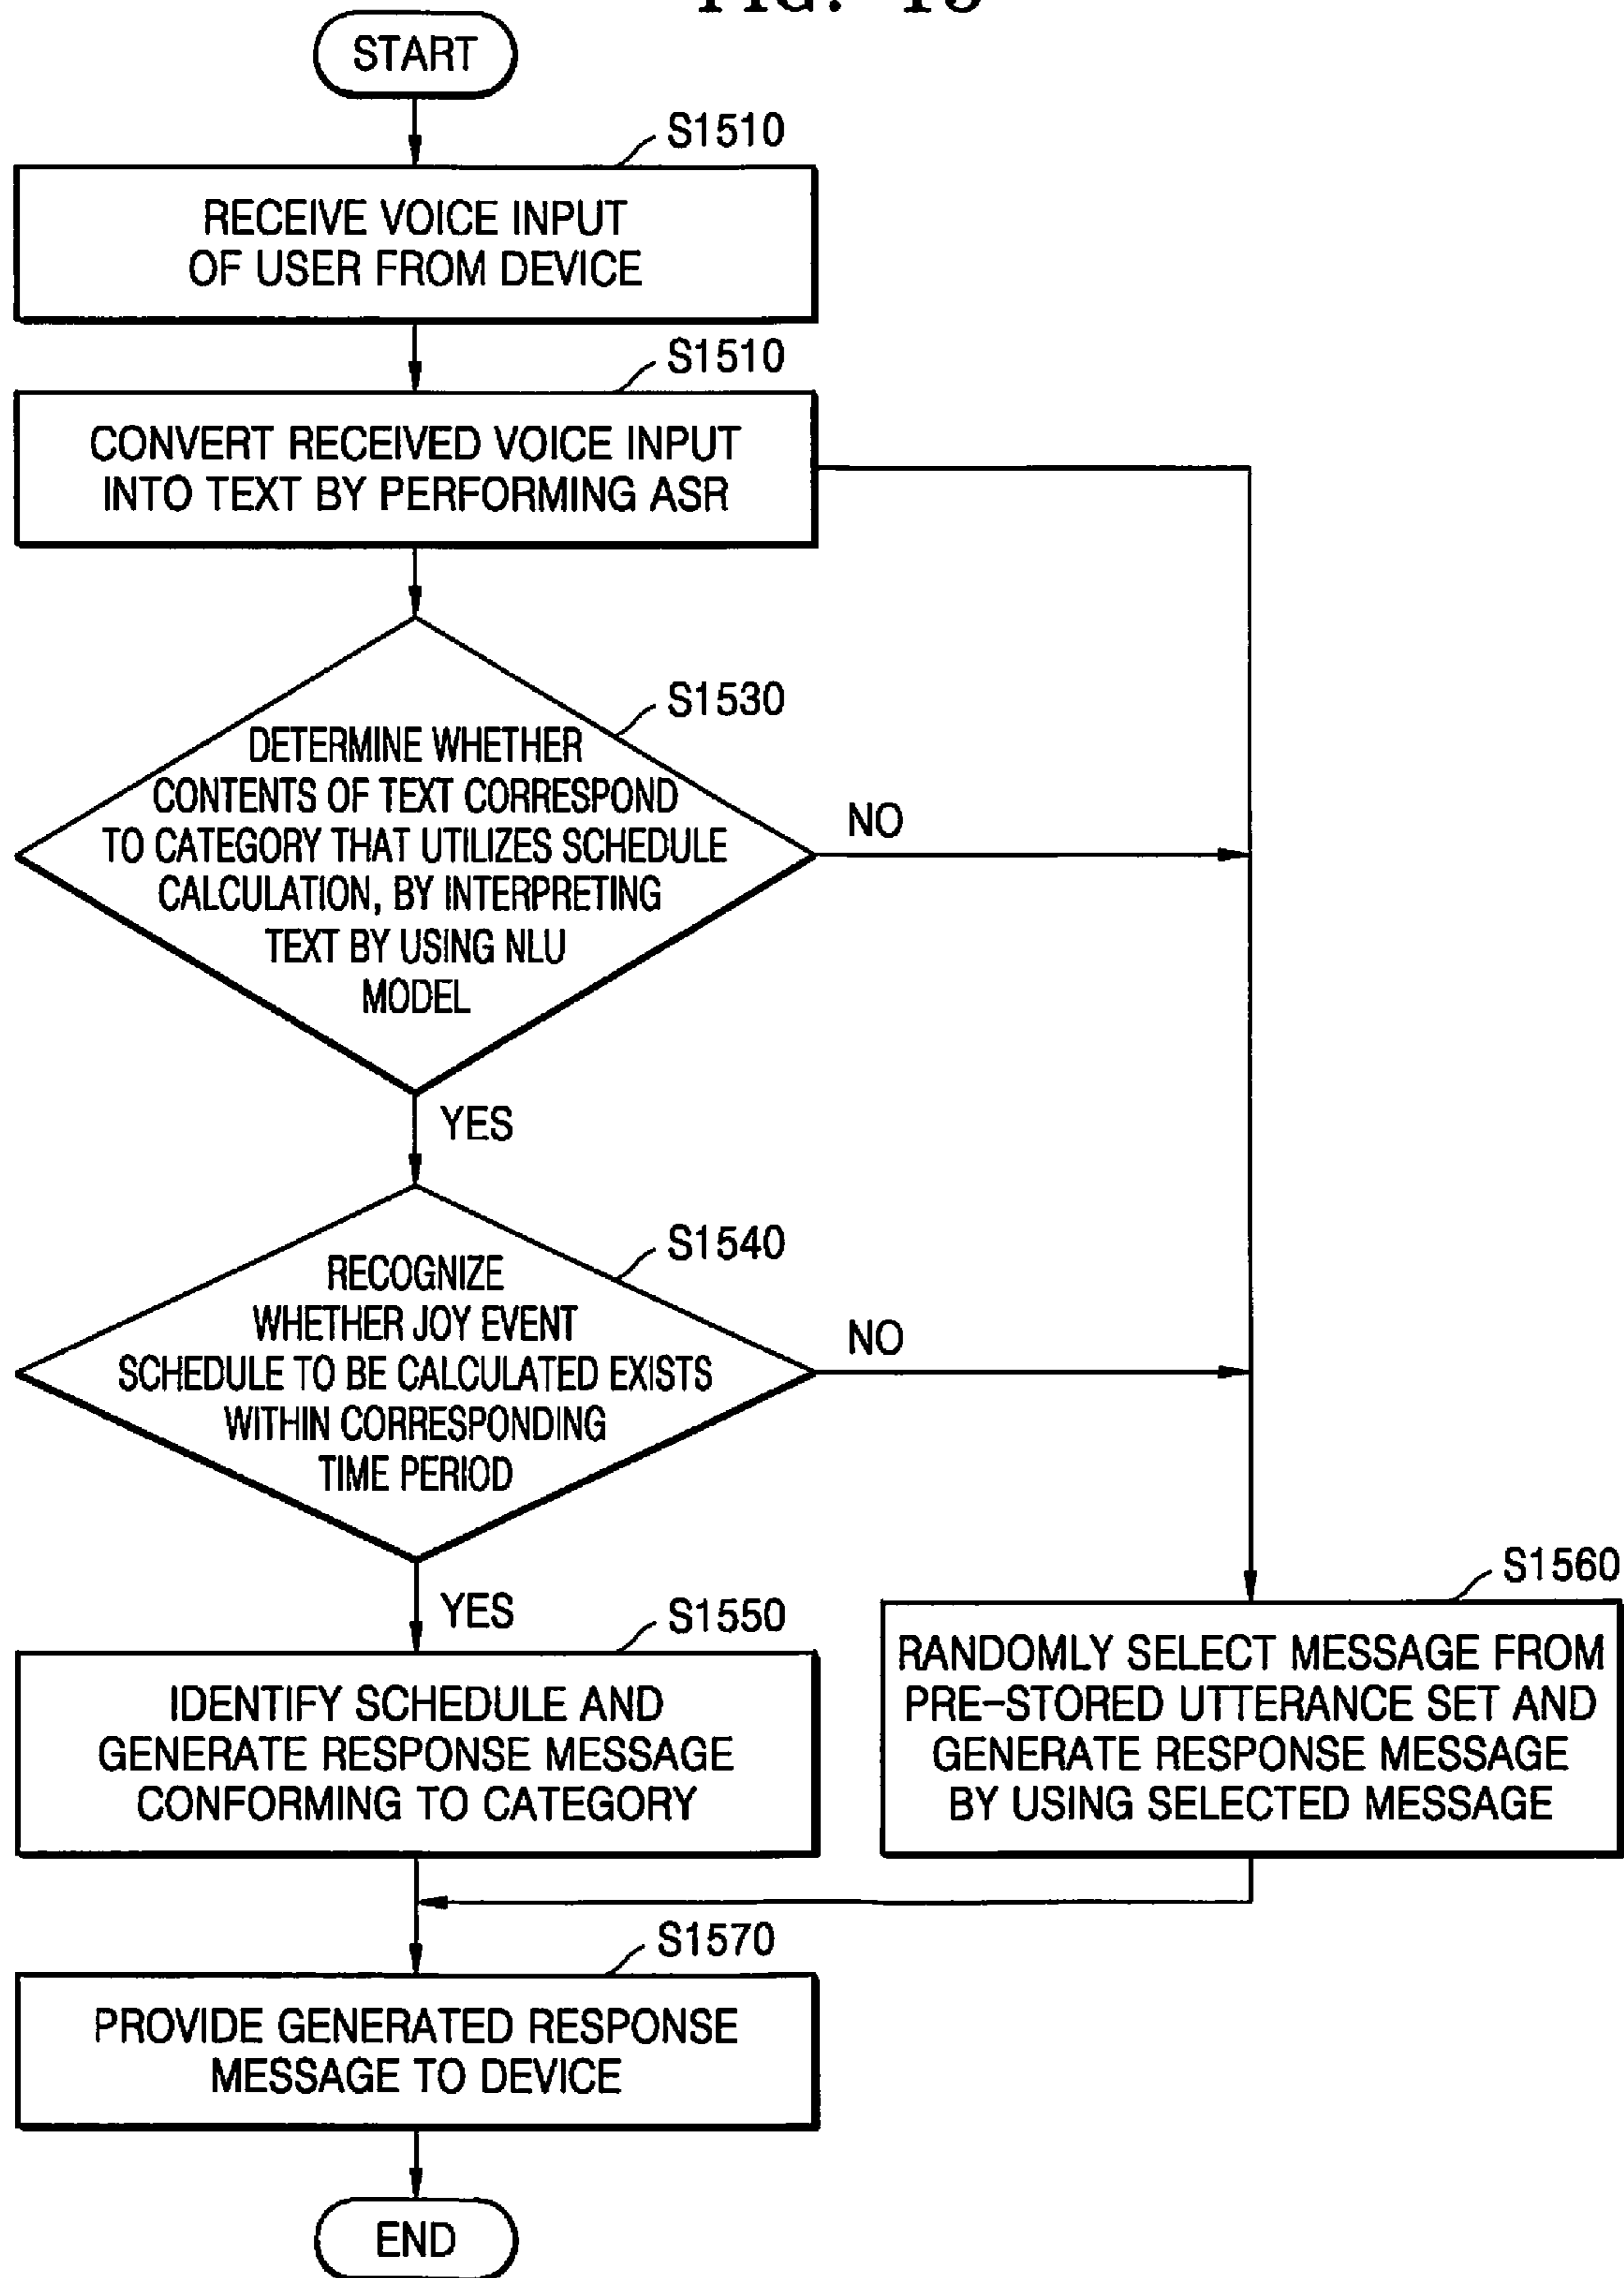 FIG. 15
START
S1510
RECEIVE VOICE INPUT
OF USER FROM DEVICE
S1510
CONVERT RECEIVED VOICE INPUT
INTO TEXT BY PERFORMING ASR
S1530
DETERMINE WHETHER
CONTENTS OF TEXT CORRESPOND
TO CATEGORY THAT UTILIZES SCHEDULE
CALCULATION, BY INTERPRETING
TEXT BY USING NLU
MODEL
NO
YES
S1540
RECOGNIZE
WHETHER JOY EVENT
SCHEDULE TO BE CALCULATED EXISTS
WITHIN CORRESPONDING
TIME PERIOD
NO
YES
S1550
IDENTIFY SCHEDULE AND
GENERATE RESPONSE MESSAGE
CONFORMING TO CATEGORY
S1560
RANDOMLY SELECT MESSAGE FROM
PRE-STORED UTTERANCE SET AND
GENERATE RESPONSE MESSAGE
BY USING SELECTED MESSAGE
S1570
PROVIDE GENERATED RESPONSE
MESSAGE TO DEVICE
END